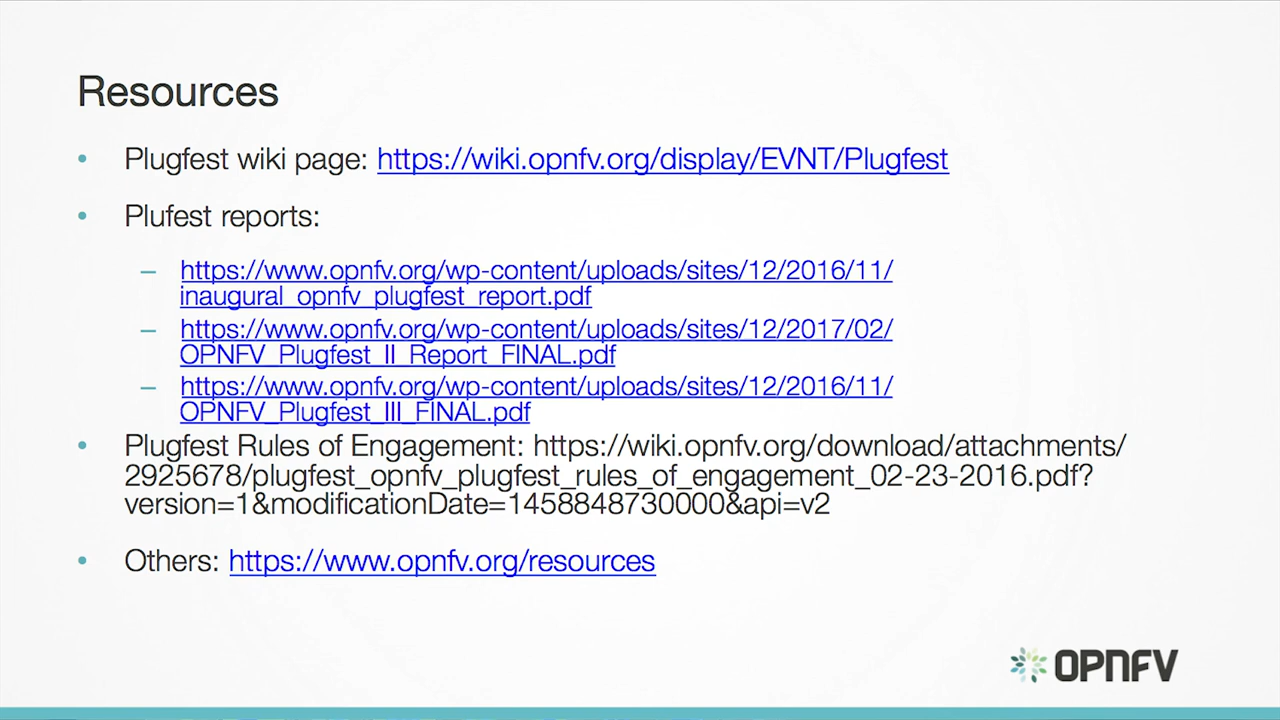 Resources
• Plugfest wiki page: https://wiki.opnfv.org/display/EVNT/Plugfest
• Plufest reports:
– https://www.opnfv.org/wp-content/uploads/sites/12/2016/11/
inaugural_opnfv_plugfest_report.pdf
– https://www.opnfv.org/wp-content/uploads/sites/12/2017/02/
OPNFV_Plugfest_II_Report_FINAL.pdf
– https://www.opnfv.org/wp-content/uploads/sites/12/2016/11/
OPNFV_Plugfest_III_FINAL.pdf
• Plugfest Rules of Engagement: https://wiki.opnfv.org/download/attachments/
2925678/plugfest_opnfv_plugfest_rules_of_engagement_02-23-2016.pdf?
version=1&modificationDate=1458848730000&api=v2
• Others: https://www.opnfv.org/resources
OPNFV